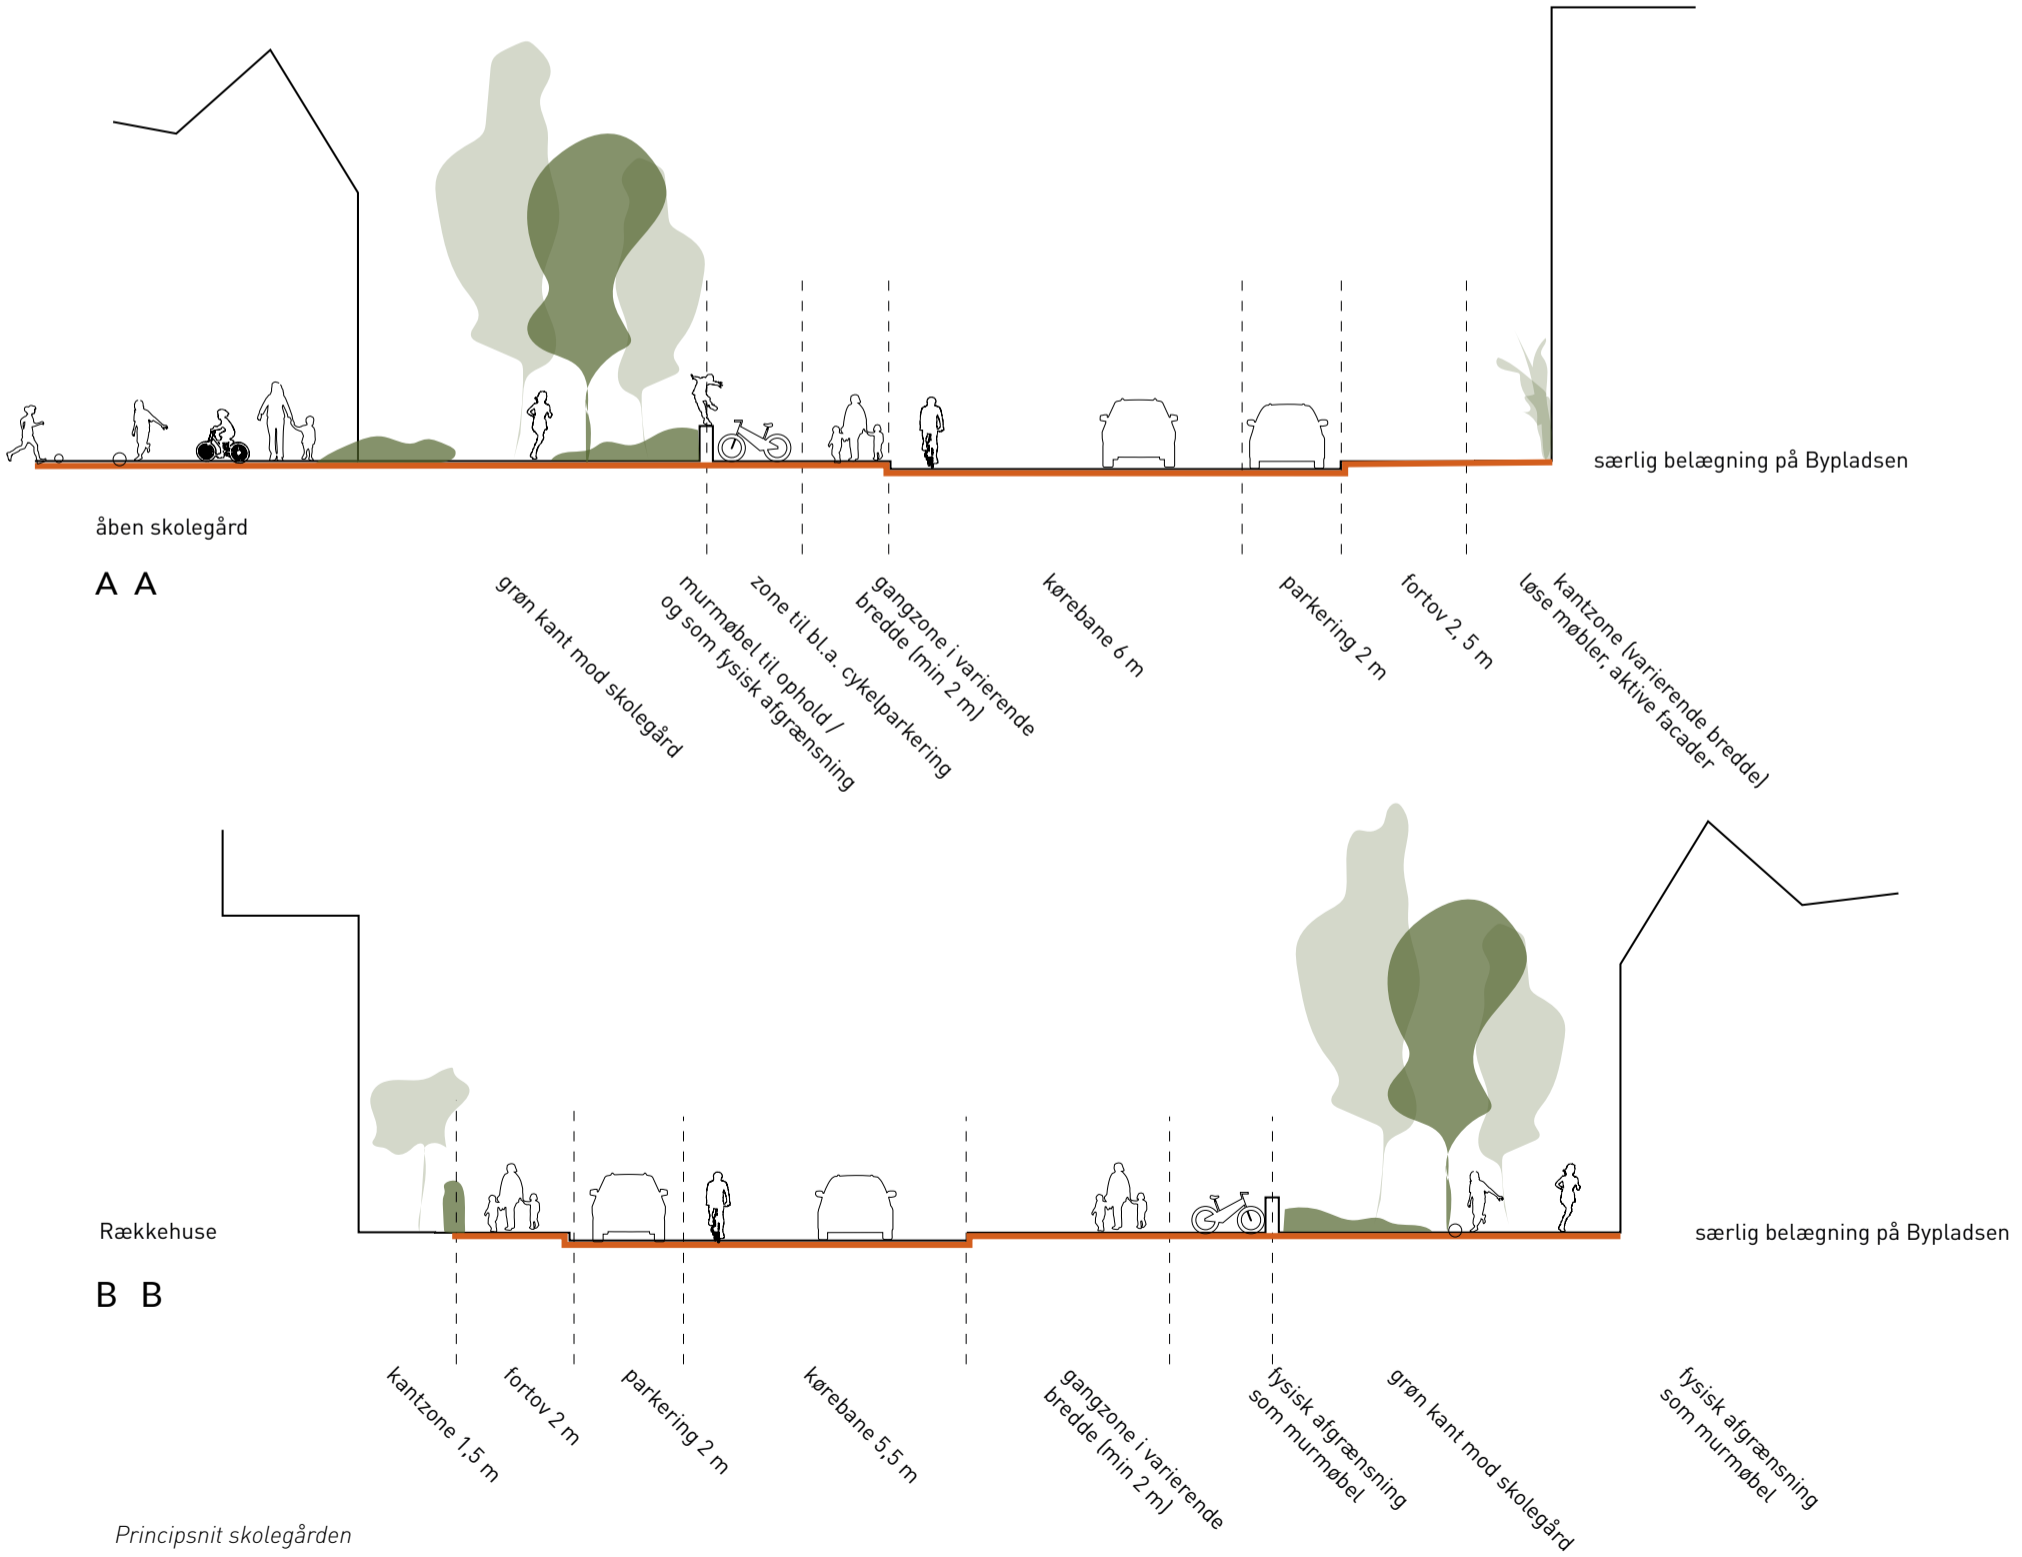 særlig belægning på Bypladsen
åben skolegård
A A
grøn kant mod skolegård
murmøbel til ophold/
og som fysisk afgrænsning
zone til bl.a. cykelparkering
gangzone i varierende
bredde (min 2 m)
kørebane 6 m
parkering 2 m
fortov 2, 5 m
kantzone (varierende bredde)
løse møbler, aktive facader
Rækkehuse
særlig belægning på Bypladsen
B B
kantzone 1,5 m
fortov 2 m
parkering 2 m
kørebane 5,5 m
gangzone i varierende
bredde (min 2 m)
fysisk afgrænsning
som murmøbel
grøn kant mod skolegård
fysisk afgrænsning
som murmøbel
Principsnit skolegården